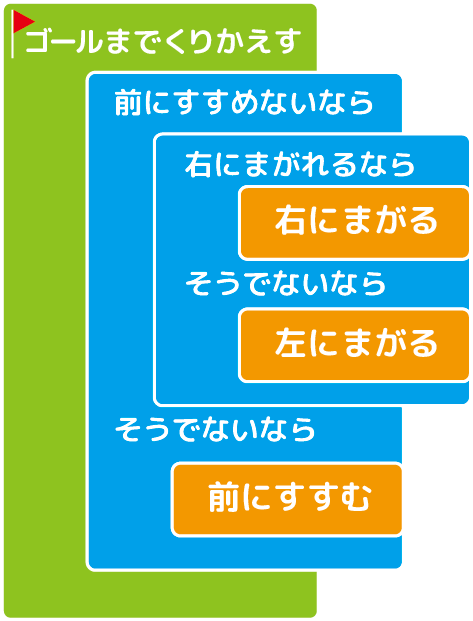 ゴールまでくりかえす
前にすすめないなら
右にまがれるなら
右にまがる
そうでないなら
左にまがる
そうでないなら
前にすすむ